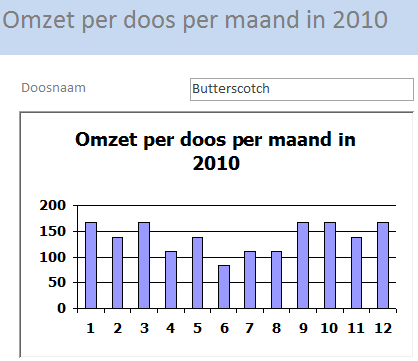 Omzet per doos per maand in 2010
Doosnaam Butterscotch
Omzet per doos per maand in
2010
200
150
100
50
0
1 2 3 4 5 6 7 8 9 10 11 12